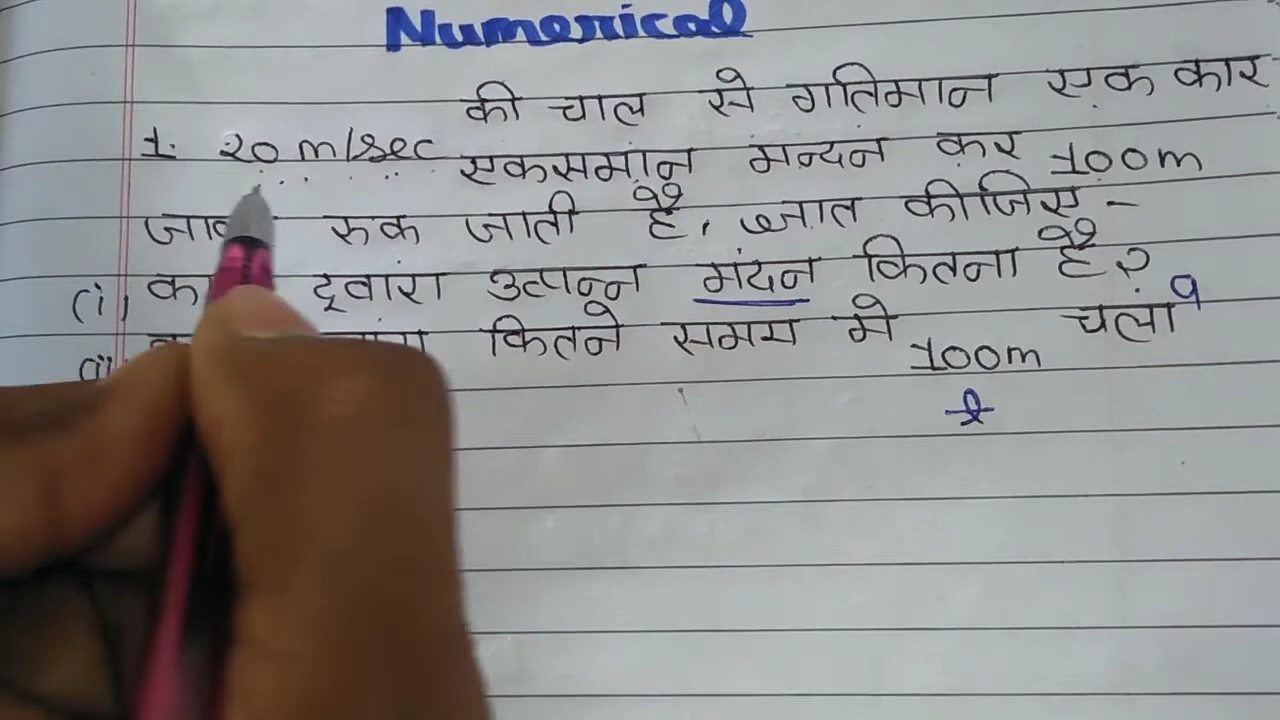 Numerical
1. 20 m/sec की चाल से गतिमान एक कार
एकसमान मन्दन कर 100m
रुक जाती है, ज्ञात कीजिए -
(i) द्वारा उत्पन्न मंदन कितना है?
कितने समय में 100m चला